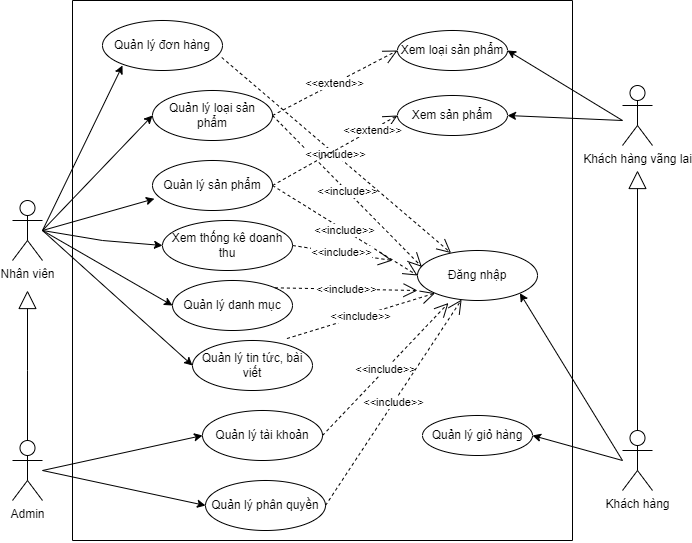 Quản lý đơn hàng
Xem loại sản phẩm
<<extend>>
Quản lý loại sản
phẩm
Xem sản phẩm
<<extend>>
Khách hàng vãng lai
<<include>>
Quản lý sản phẩm
<<include>>
<<include>>
Xem thống kê doanh
thu
<<include>>
Nhân viên
Đăng nhập
<<include>>
Quản lý danh mục
<<include>>
Quản lý tin tức, bài
viết
<<include>>
<<include>>
Quản lý tài khoản
Quản lý giỏ hàng
Quản lý phân quyền
Khách hàng
Admin